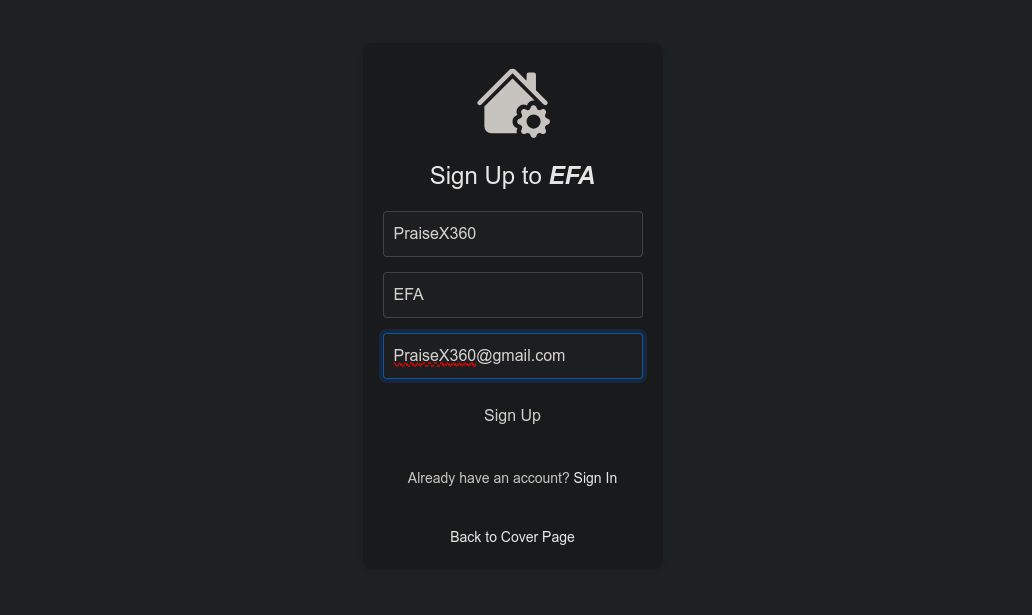 Sign Up to EFA
PraiseX360
EFA
PraiseX360@gmail.com
Sign Up
Already have an account? Sign In
Back to Cover Page